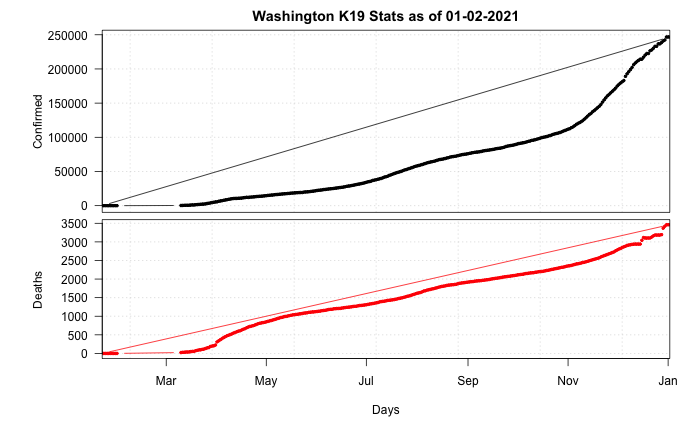 Washington K19 Stats as of 01-02-2021
Confirmed
250000
200000
150000
100000
50000
0
Deaths
3500
3000
2500
2000
1500
1000
500
0
Mar May Jul Sep Nov Jan
Days